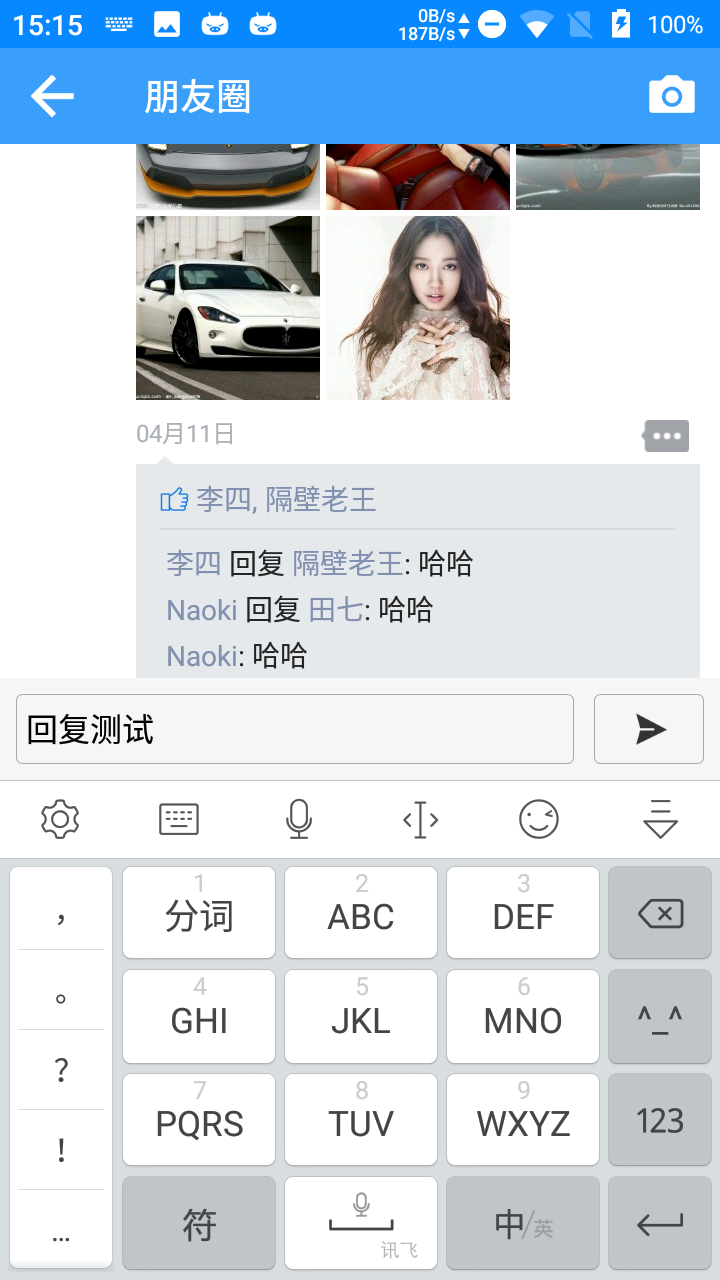 15:15
0B/s
187B/s
100%
朋友圈
04月11日
李四, 隔壁老王
李四 回复 隔壁老王: 哈哈
Naoki 回复 田七: 哈哈
Naoki: 哈哈
回复测试
，
。
?
!
...
1
分词
2
ABC
3
DEF
4
GHI
5
JKL
6
MNO
^_^
7
PQRS
8
TUV
9
WXYZ
123
符
讯飞
中/英